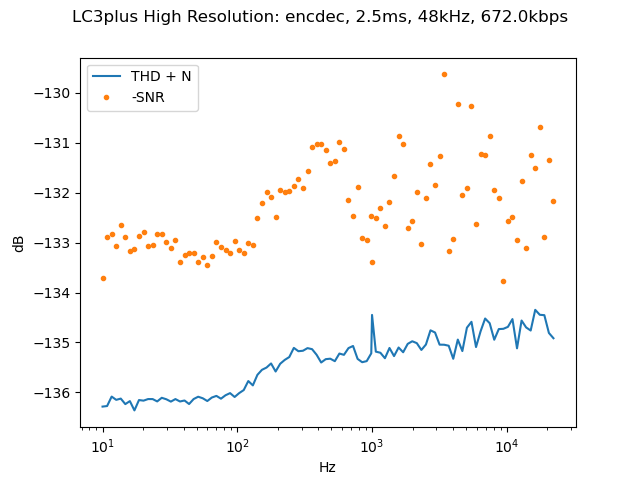 LC3plus High Resolution: encdec, 2.5ms, 48kHz, 672.0kbps
THD + N
-SNR
−130
−131
−132
−133
−134
−135
−136
dB
10¹ 10² 10³ 10⁴
Hz